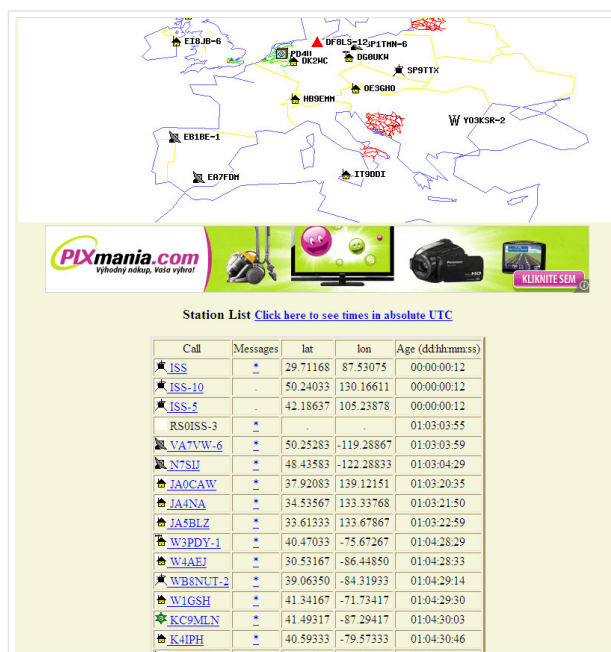 EI8JB-6
DF8LS-12
SP1TMN-6
PD4U
DK2WC
DG0UKW
SP9TTX
OE3GHO
HB9EMM
YO3KSR-2
EB1BE-1
EA7FDM
IT9DDI
PIXmania.com
Výhodný nákup, Vaša výhra!
Panasonic
KLIKNITE SEM
Station List Click here to see times in absolute UTC
Call Messages lat lon Age (dd:hh:mm:ss)
ISS * 29.71168 87.53075 00:00:00:12
ISS-10 . 50.24033 130.16611 00:00:00:12
ISS-5 . 42.18637 105.23878 00:00:00:12
RS0ISS-3 * . . 01:03:03:55
VA7VW-6 * 50.25283 -119.28867 01:03:03:59
N7SIJ * 48.43583 -122.28833 01:03:04:29
JA0CAW * 37.92083 139.12151 01:03:20:35
JA4NA * 34.53567 133.33768 01:03:21:50
JA5BLZ * 33.61333 133.67867 01:03:22:59
W3PDY-1 * 40.47033 -75.67267 01:04:28:29
W4AEJ * 30.53167 -86.44850 01:04:28:33
WB8NUT-2 * 39.06350 -84.31933 01:04:29:14
W1GSH * 41.34167 -71.73417 01:04:29:30
KC9MLN * 41.49317 -87.29417 01:04:30:03
K4IPH * 40.59333 -79.57333 01:04:30:46